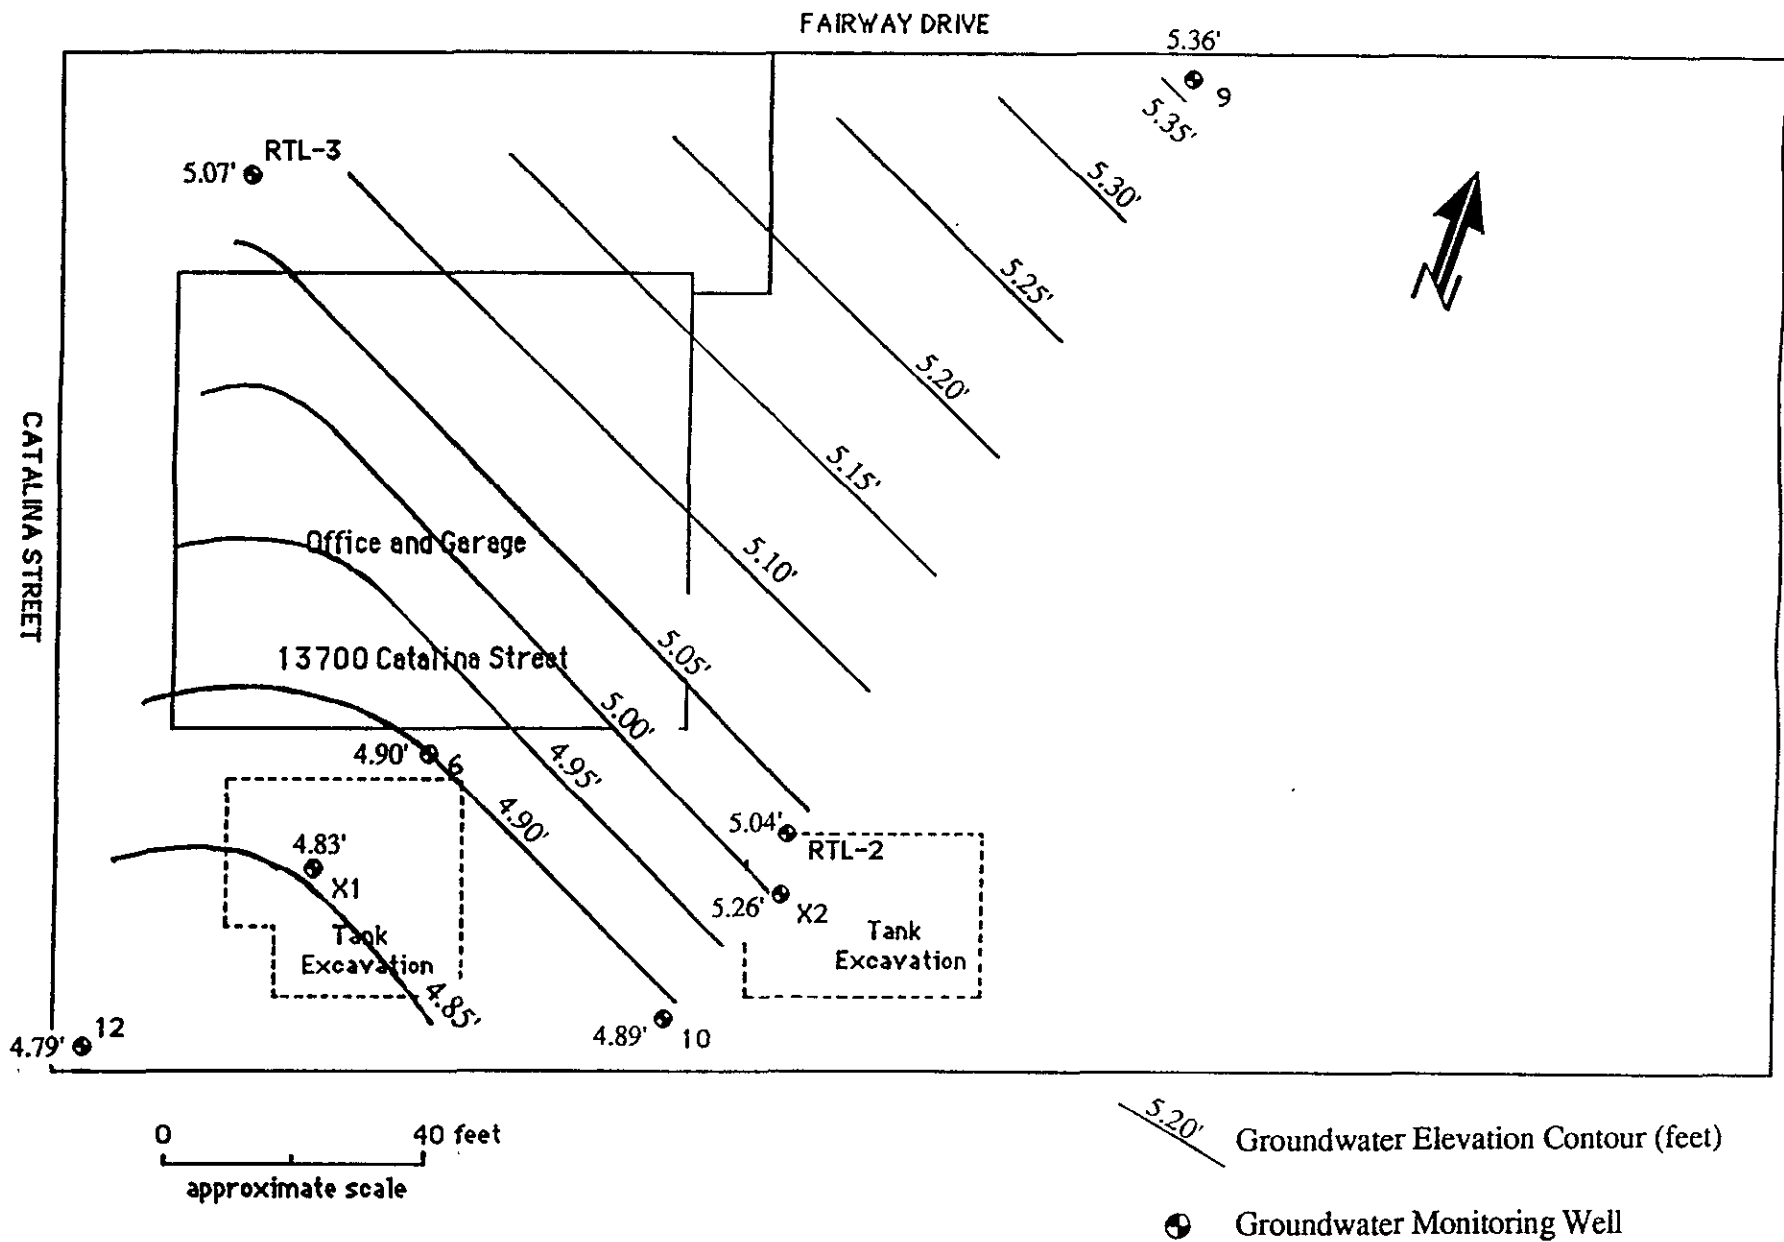 FAIRWAY DRIVE
5.36'
9
5.35'
RTL-3
5.07'
5.30'
5.25'
5.20'
5.15'
5.10'
5.05'
5.00'
4.95'
4.90'
4.85'
CATALINA STREET
Office and Garage
13700 Catalina Street
4.90'
6
4.83'
X1
Tank
Excavation
5.04'
RTL-2
5.26'
X2
Tank
Excavation
4.79'
12
4.89'
10
N
0 40 feet
approximate scale
5.20'
Groundwater Elevation Contour (feet)
Groundwater Monitoring Well